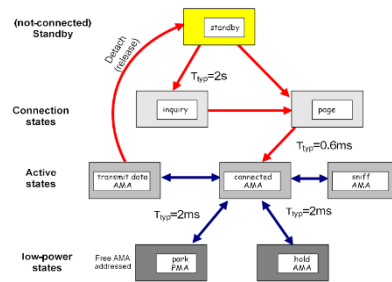 (not-connected)
Standby
standby
Detach
(release)
Ttyp=2s
inquiry
page
Connection
states
Ttyp=0.6ms
Active
states
transmit data
AMA
connected
AMA
sniff
AMA
Ttyp=2ms
Ttyp=2ms
low-power
states
Free AMA
addressed
park
PMA
hold
AMA